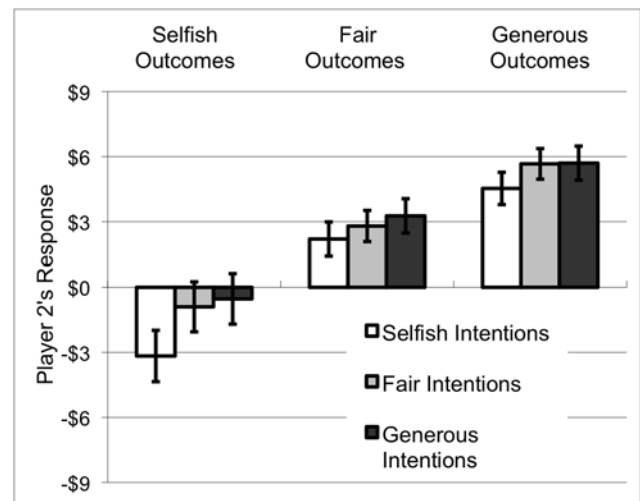 Selfish Outcomes
Fair Outcomes
Generous Outcomes
$9
$6
$3
$0
-$3
-$6
-$9
Player 2's Response
Selfish Intentions
Fair Intentions
Generous
Intentions